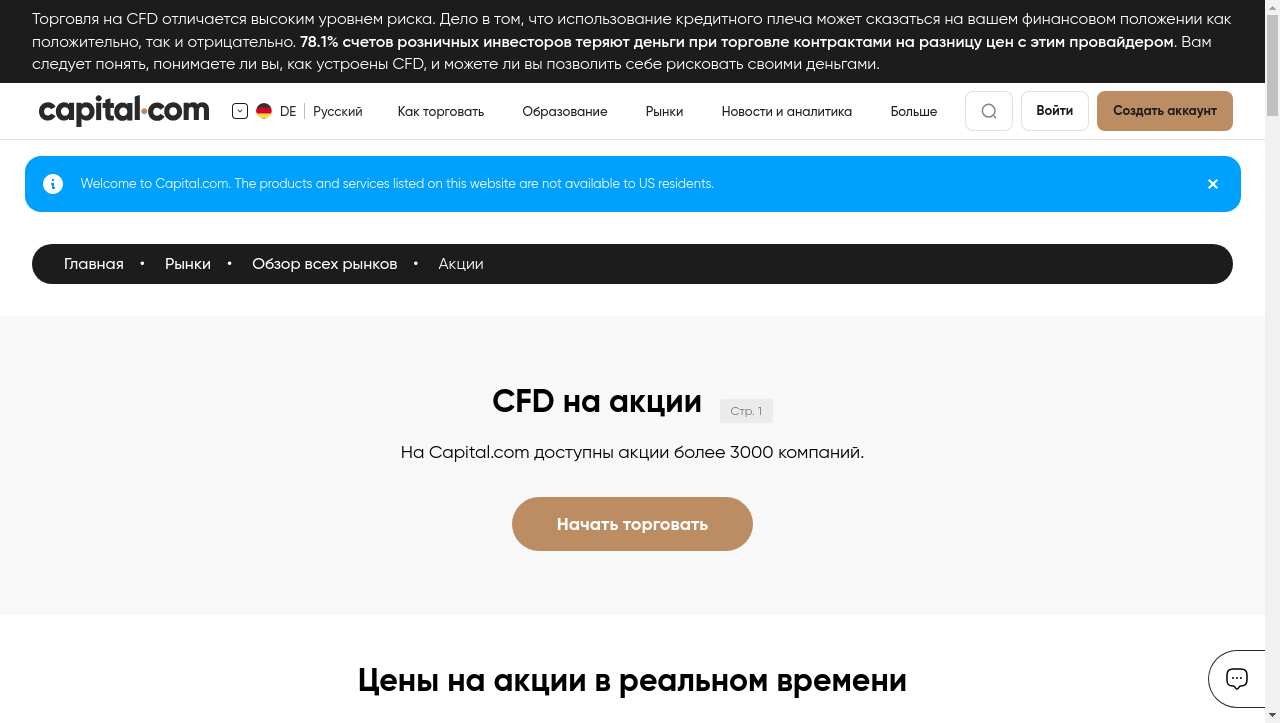 Торговля на CFD отличается высоким уровнем риска. Дело в том, что использование кредитного плеча может сказаться на вашем финансовом положении как
положительно, так и отрицательно. 78.1% счетов розничных инвесторов теряют деньги при торговле контрактами на разницу цен с этим провайдером. Вам
следует понять, понимаете ли вы, как устроены CFD, и можете ли вы позволить себе рисковать своими деньгами.
capital.com DE Русский Как торговать Образование Рынки Новости и аналитика Больше Войти Создать аккаунт
Welcome to Capital.com. The products and services listed on this website are not available to US residents.
Главная • Рынки • Обзор всех рынков • Акции
CFD на акции Стр. 1
На Capital.com доступны акции более 3000 компаний.
Начать торговать
Цены на акции в реальном времени